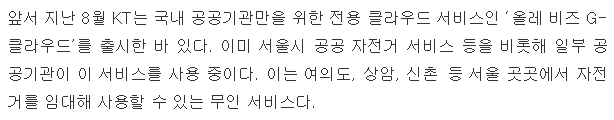 앞서 지난 8월 KT는 국내 공공기관만을 위한 전용 클라우드 서비스인 '올레 비즈 G-
클라우드'를 출시한 바 있다. 이미 서울시 공공 자전거 서비스 등을 비롯해 일부 공
공기관이 이 서비스를 사용 중이다. 이는 여의도, 상암, 신촌 등 서울 곳곳에서 자전
거를 임대해 사용할 수 있는 무인 서비스다.